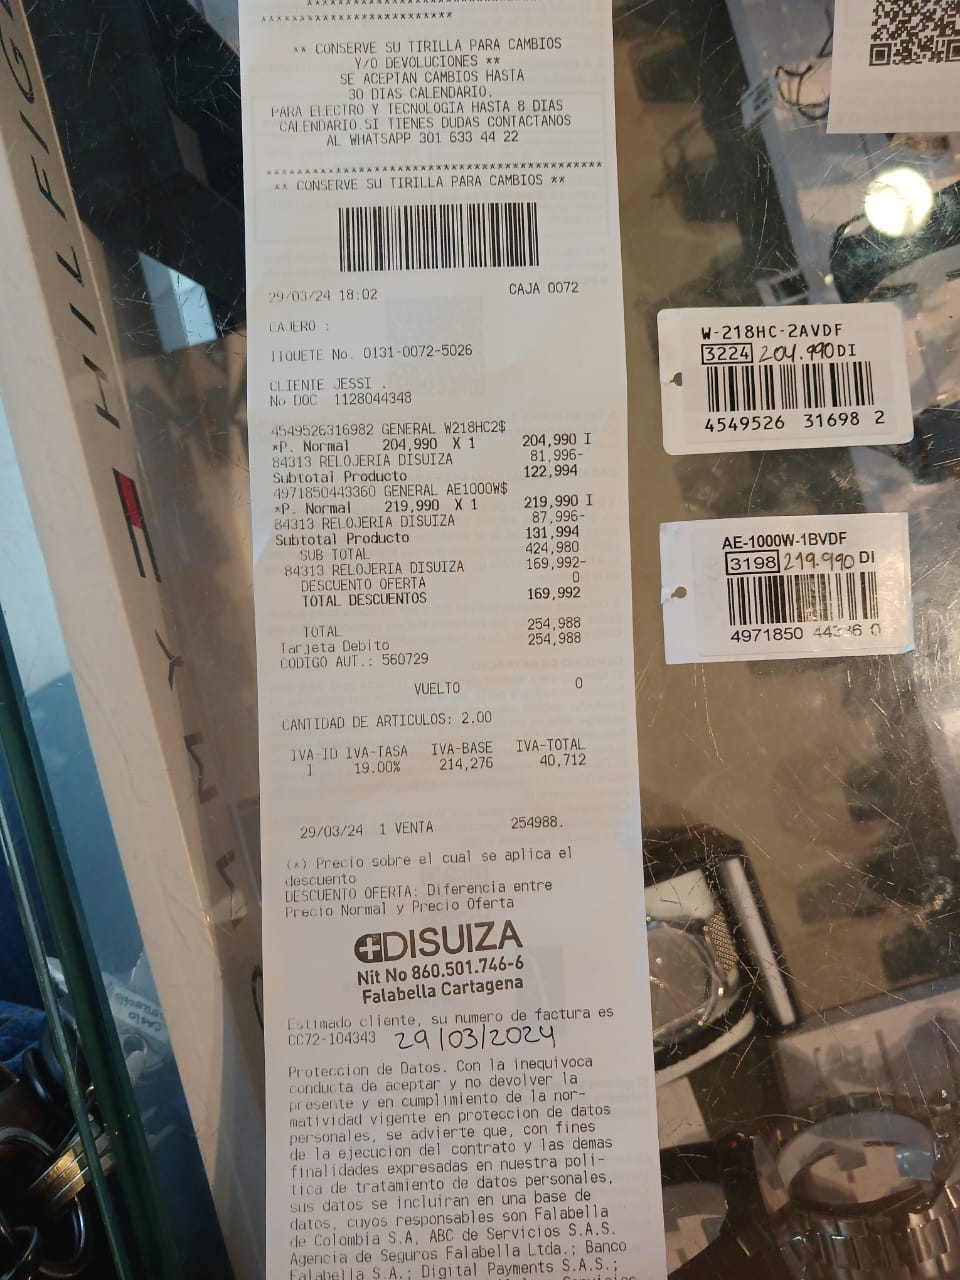 ** CONSERVE SU TIRILLA PARA CAMBIOS
Y/O DEVOLUCIONES **
SE ACEPTAN CAMBIOS HASTA
30 DIAS CALENDARIO.
PARA ELECTRO Y TECNOLOGIA HASTA 8 DIAS
CALENDARIO.SI TIENES DUDAS CONTACTANOS
AL WHATSAPP 301 633 44 22
** CONSERVE SU TIRILLA PARA CAMBIOS **
29/03/24 18:02 CAJA 0072
CAJERO :
TIQUETE No. 0131-0072-5026
CLIENTE JESSI .
No DOC 1128044348
4549526316982 GENERAL W218HC2$
*P. Normal 204,990 X 1 204,990 I
84313 RELOJERIA DISUIZA 81,996-
Subtotal Producto 122,994
4971850443360 GENERAL AE1000W$
*P. Normal 219,990 X 1 219,990 I
84313 RELOJERIA DISUIZA 87,996-
Subtotal Producto 131,994
SUB TOTAL 424,980
84313 RELOJERIA DISUIZA 169,992-
DESCUENTO OFERTA 0
TOTAL DESCUENTOS 169,992
TOTAL 254,988
Tarjeta Debito 254,988
CODIGO AUT.: 560729
VUELTO 0
CANTIDAD DE ARTICULOS: 2.00
IVA-ID IVA-TASA IVA-BASE IVA-TOTAL
I 19.00% 214,276 40,712
29/03/24 1 VENTA 254988.
(*) Precio sobre el cual se aplica el
descuento
DESCUENTO OFERTA: Diferencia entre
Precio Normal y Precio Oferta
DISUIZA
Nit No 860.501.746-6
Falabella Cartagena
Estimado cliente, su numero de factura es
CC72-104343 29/03/2024
Proteccion de Datos. Con la inequivoca
conducta de aceptar y no devolver la
presente y en cumplimiento de la nor-
matividad vigente en proteccion de datos
personales, se advierte que, con fines
de la ejecucion del contrato y las demas
finalidades expresadas en nuestra poli-
tica de tratamiento de datos personales,
sus datos se incluiran en una base de
datos, cuyos responsables son Falabella
de Colombia S.A, ABC de Servicios S.A.S.
Agencia de Seguros Falabella Ltda.; Banco
Falabella S.A.; Digital Payments S.A.S.;
W-218HC-2AVDF
3224 204.990 DI
4549526 31698 2
AE-1000W-1BVDF
3198 219.990 DI
4971850 44336 0
HILFIGER